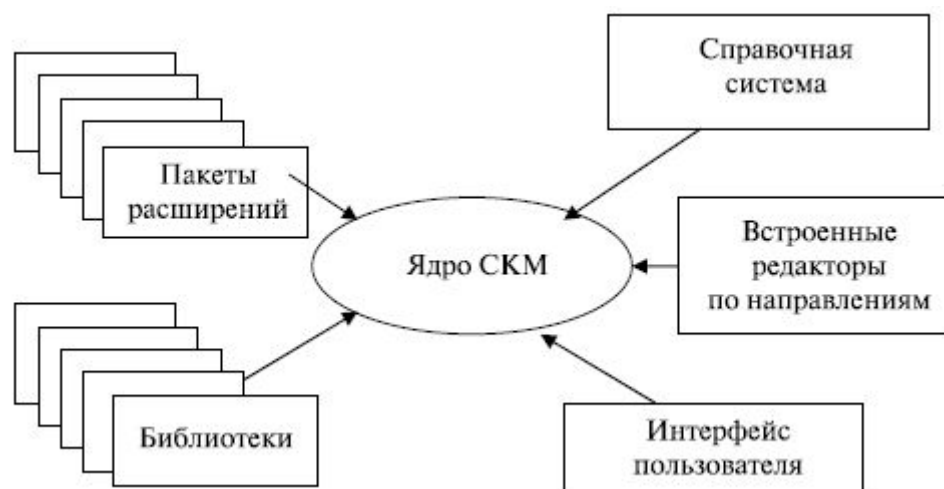 Справочная
система
Пакеты
расширений
Ядро СКМ
Встроенные
редакторы
по направлениям
Библиотеки
Интерфейс
пользователя